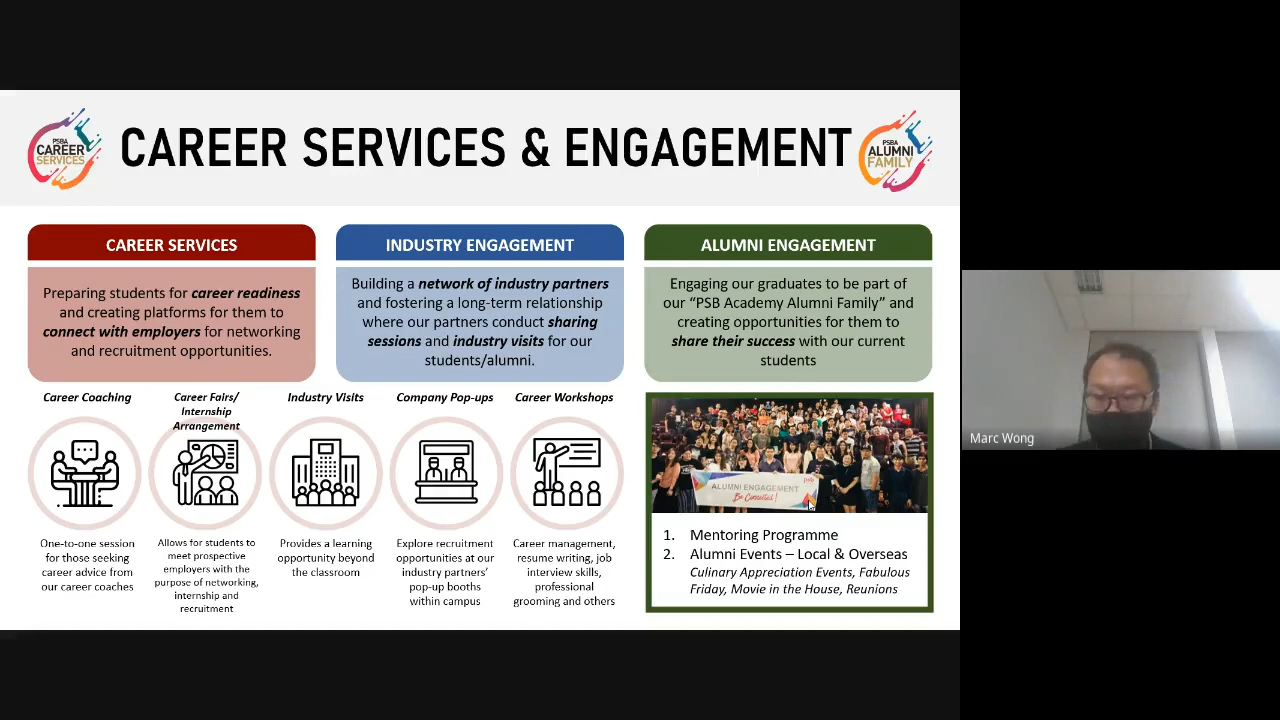 PSBA
CAREER
SERVICES
CAREER SERVICES & ENGAGEMENT
PSBA
ALUMNI
FAMILY
CAREER SERVICES
Preparing students for career readiness
and creating platforms for them to
connect with employers for networking
and recruitment opportunities.
INDUSTRY ENGAGEMENT
Building a network of industry partners
and fostering a long-term relationship
where our partners conduct sharing
sessions and industry visits for our
students/alumni.
ALUMNI ENGAGEMENT
Engaging our graduates to be part of
our “PSB Academy Alumni Family” and
creating opportunities for them to
share their success with our current
students
Career Coaching
One-to-one session
for those seeking
career advice from
our career coaches
Career Fairs/
Internship
Arrangement
Allows for students to
meet prospective
employers with the
purpose of networking,
internship and
recruitment
Industry Visits
Provides a learning
opportunity beyond
the classroom
Company Pop-ups
Explore recruitment
opportunities at our
industry partners’
pop-up booths
within campus
Career Workshops
Career management,
resume writing, job
interview skills,
professional
grooming and others
psb
ALUMNI ENGAGEMENT
Be Connected!
1. Mentoring Programme
2. Alumni Events – Local & Overseas
Culinary Appreciation Events, Fabulous
Friday, Movie in the House, Reunions
Marc Wong